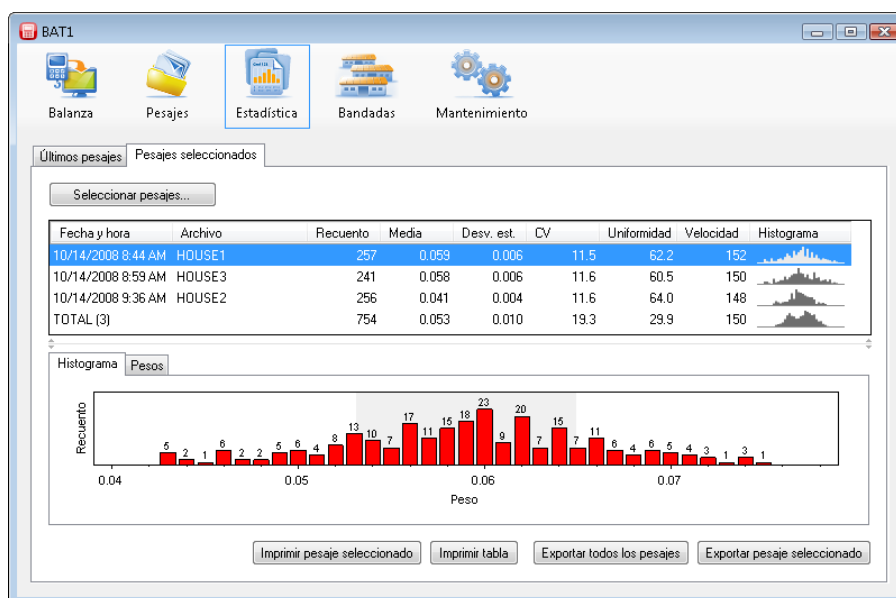 BAT1
Balanza Pesajes Estadística Bandadas Mantenimiento
Últimos pesajes Pesajes seleccionados
Seleccionar pesajes...
Fecha y hora Archivo Recuento Media Desv. est. CV Uniformidad Velocidad Histograma
10/14/2008 8:44 AM HOUSE1 257 0.059 0.006 11.5 62.2 152
10/14/2008 8:59 AM HOUSE3 241 0.058 0.006 11.6 60.5 150
10/14/2008 9:36 AM HOUSE2 256 0.041 0.004 11.6 64.0 148
TOTAL (3) 754 0.053 0.010 19.3 29.9 150
Histograma Pesos
Recuento
5 2 1 6 2 2 5 6 4 8 13 10 7 17 11 15 18 23 9 20 7 15 7 11 6 4 6 5 4 3 1 3 1
0.04 0.05 0.06 0.07
Peso
Imprimir pesaje seleccionado Imprimir tabla Exportar todos los pesajes Exportar pesaje seleccionado